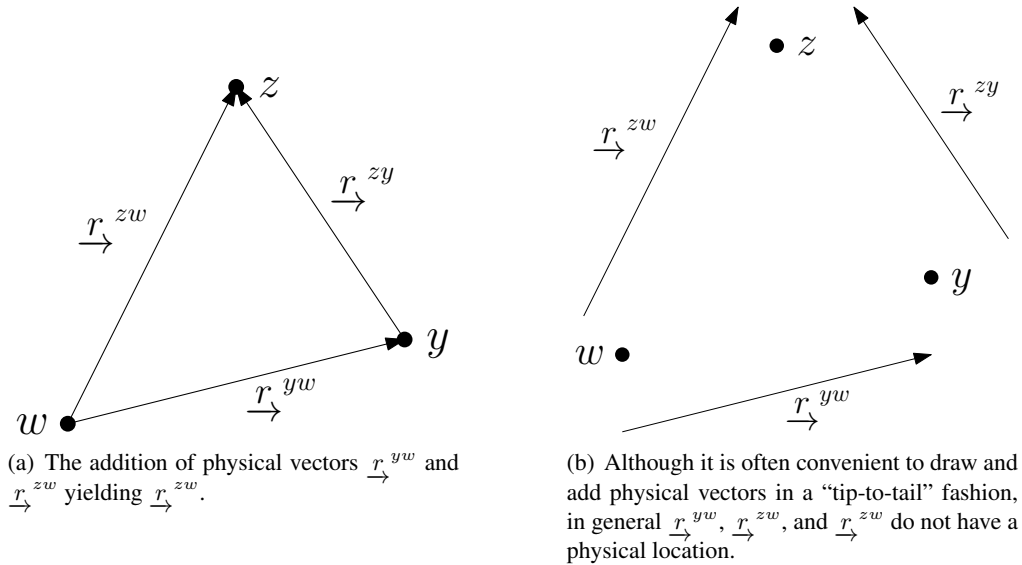 z
z
r→^{zy}
r→^{zw}
r→^{zy}
r→^{zw}
y
y
w
r→^{yw}
w
r→^{yw}
(a) The addition of physical vectors r→^{yw} and
r→^{zw} yielding r→^{zw}.
(b) Although it is often convenient to draw and
add physical vectors in a “tip-to-tail” fashion,
in general r→^{yw}, r→^{zw}, and r→^{zw} do not have a
physical location.